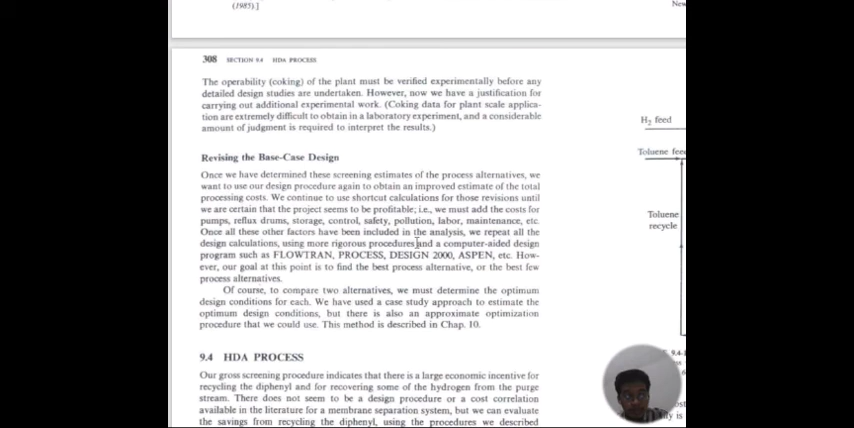 (1985).]
New
308 SECTION 9.4 HDA PROCESS
The operability (coking) of the plant must be verified experimentally before any
detailed design studies are undertaken. However, now we have a justification for
carrying out additional experimental work. (Coking data for plant scale applica-
tion are extremely difficult to obtain in a laboratory experiment, and a considerable
amount of judgment is required to interpret the results.)
Revising the Base-Case Design
Once we have determined these screening estimates of the process alternatives, we
want to use our design procedure again to obtain an improved estimate of the total
processing costs. We continue to use shortcut calculations for those revisions until
we are certain that the project seems to be profitable; i.e., we must add the costs for
pumps, reflux drums, storage, control, safety, pollution, labor, maintenance, etc.
Once all these other factors have been included in the analysis, we repeat all the
design calculations, using more rigorous procedures and a computer-aided design
program such as FLOWTRAN, PROCESS, DESIGN 2000, ASPEN, etc. How-
ever, our goal at this point is to find the best process alternative, or the best few
process alternatives.
Of course, to compare two alternatives, we must determine the optimum
design conditions for each. We have used a case study approach to estimate the
optimum design conditions, but there is also an approximate optimization
procedure that we could use. This method is described in Chap. 10.
9.4 HDA PROCESS
Our gross screening procedure indicates that there is a large economic incentive for
recycling the diphenyl and for recovering some of the hydrogen from the purge
stream. There does not seem to be a design procedure or a cost correlation
available in the literature for a membrane separation system, but we can evaluate
the savings from recycling the diphenyl, using the procedures we described
H2 feed
Toluene feed
Toluene
recycle
9.4-